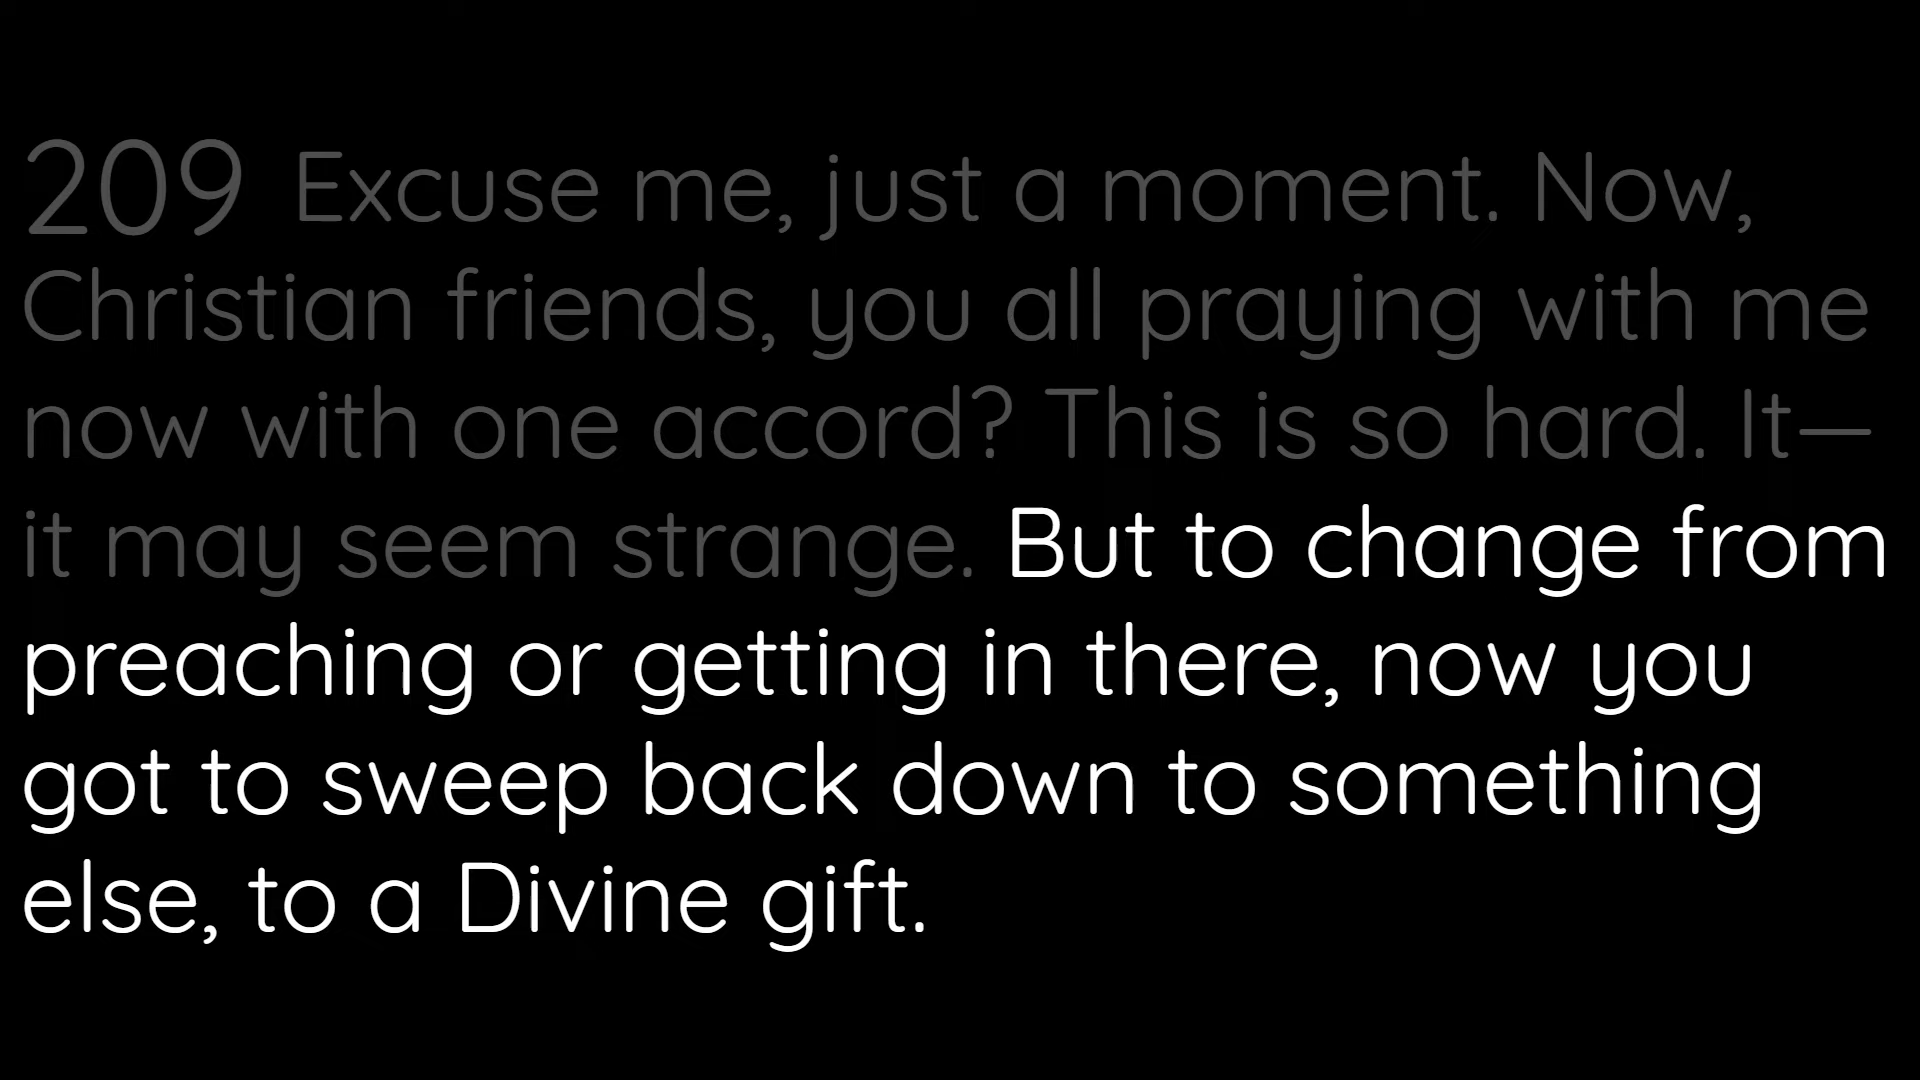 209 Excuse me, just a moment. Now,
Christian friends, you all praying with me
now with one accord? This is so hard. It—
it may seem strange. But to change from
preaching or getting in there, now you
got to sweep back down to something
else, to a Divine gift.